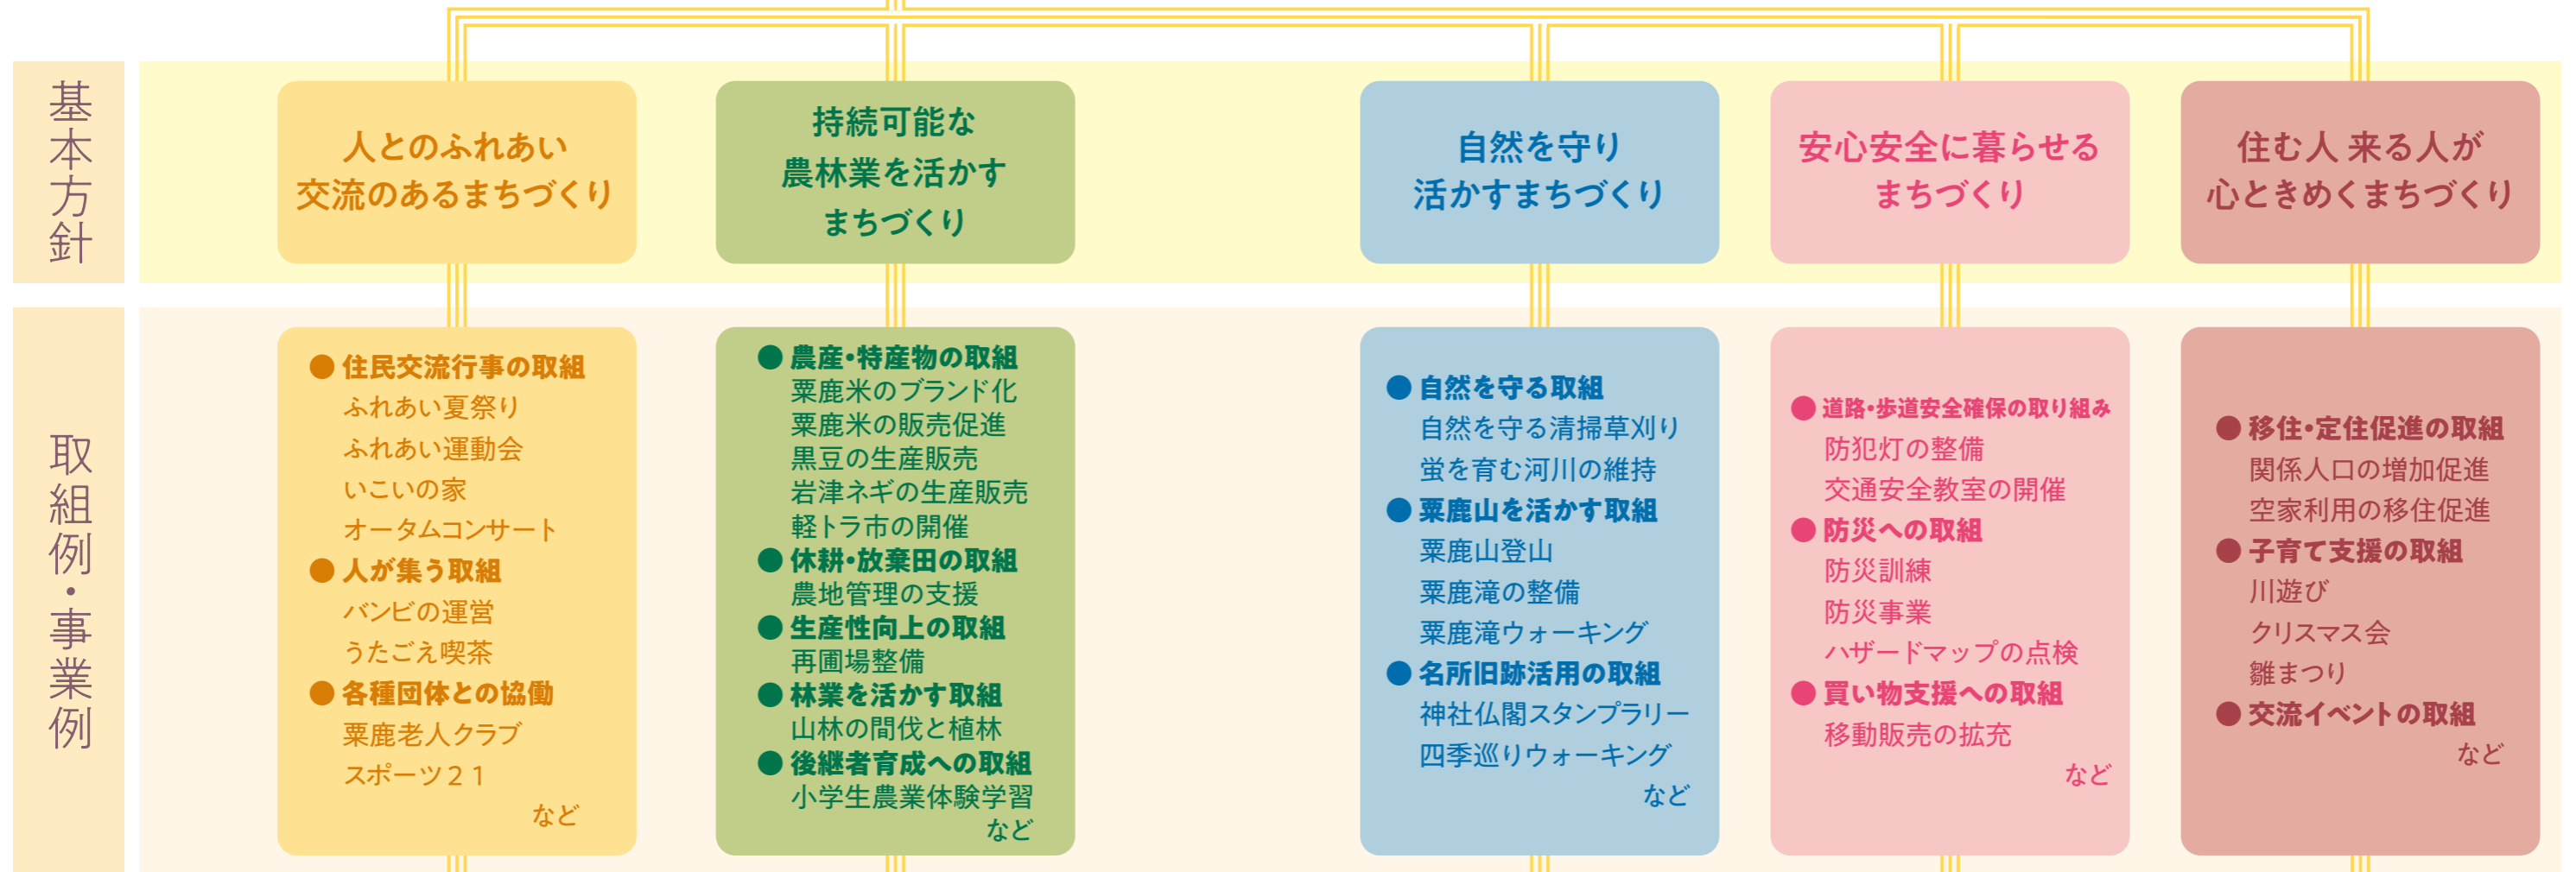 基本方針
人とのふれあい
交流のあるまちづくり
持続可能な
農林業を活かす
まちづくり
自然を守り
活かすまちづくり
安心安全に暮らせる
まちづくり
住む人 来る人が
心ときめくまちづくり
取組例・事業例
● 住民交流行事の取組
ふれあい夏祭り
ふれあい運動会
いこいの家
オータムコンサート
● 人が集う取組
バンビの運営
うたごえ喫茶
● 各種団体との協働
粟鹿老人クラブ
スポーツ２１
など
● 農産・特産物の取組
粟鹿米のブランド化
粟鹿米の販売促進
黒豆の生産販売
岩津ネギの生産販売
軽トラ市の開催
● 休耕・放棄田の取組
農地管理の支援
● 生産性向上の取組
再圃場整備
● 林業を活かす取組
山林の間伐と植林
● 後継者育成への取組
小学生農業体験学習
など
● 自然を守る取組
自然を守る清掃草刈り
蛍を育む河川の維持
● 粟鹿山を活かす取組
粟鹿山登山
粟鹿滝の整備
粟鹿滝ウォーキング
● 名所旧跡活用の取組
神社仏閣スタンプラリー
四季巡りウォーキング
など
● 道路・歩道安全確保の取り組み
防犯灯の整備
交通安全教室の開催
● 防災への取組
防災訓練
防災事業
ハザードマップの点検
● 買い物支援への取組
移動販売の拡充
など
● 移住・定住促進の取組
関係人口の増加促進
空家利用の移住促進
● 子育て支援の取組
川遊び
クリスマス会
雛まつり
● 交流イベントの取組
など